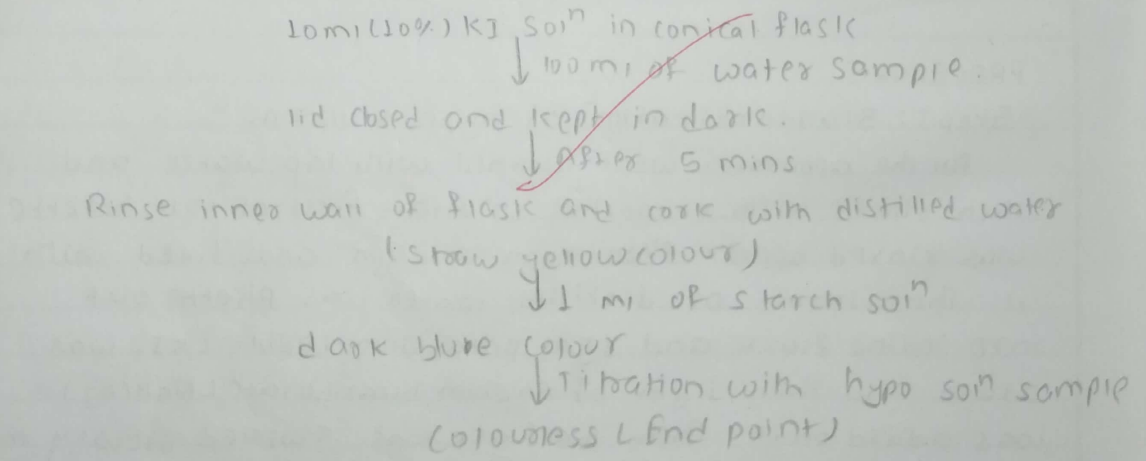 10ml (10%) KI Solⁿ in conical flask
↓ 100ml of water sample.
lid closed and kept in dark.
↓ After 5 mins
Rinse inner wall of flask and cork with distilled water
(straw yellow colour)
↓ 1 ml of starch solⁿ
dark blue colour
↓ Titration with hypo solⁿ sample
colourless (End point)